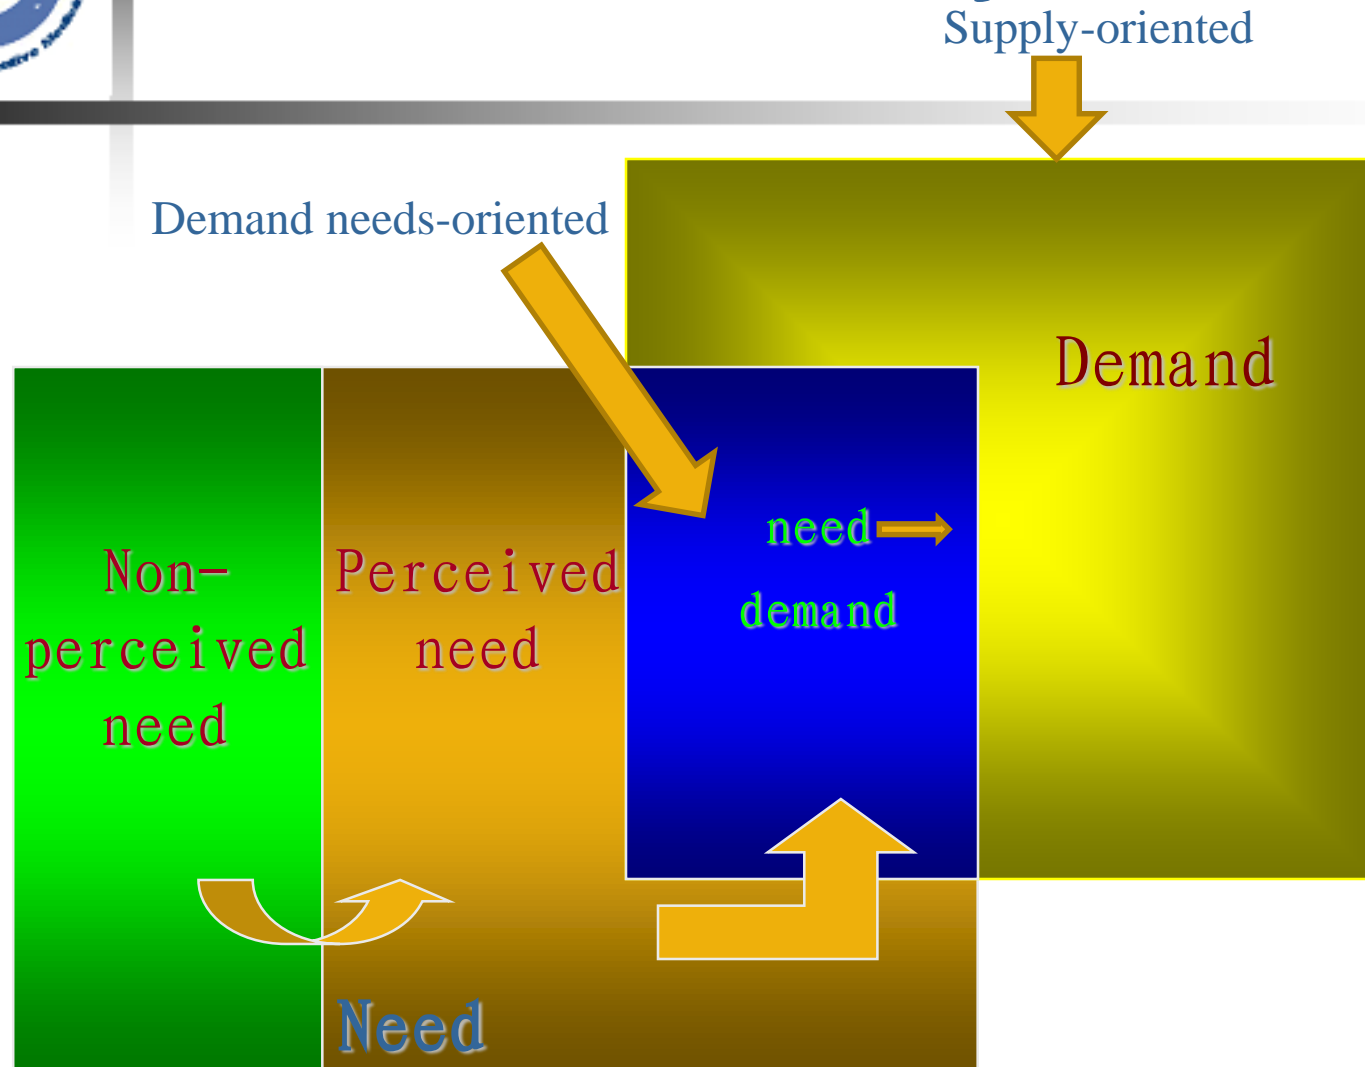 Supply-oriented
Demand needs-oriented
Demand
need
demand
Non-
perceived
need
Perceived
need
Need